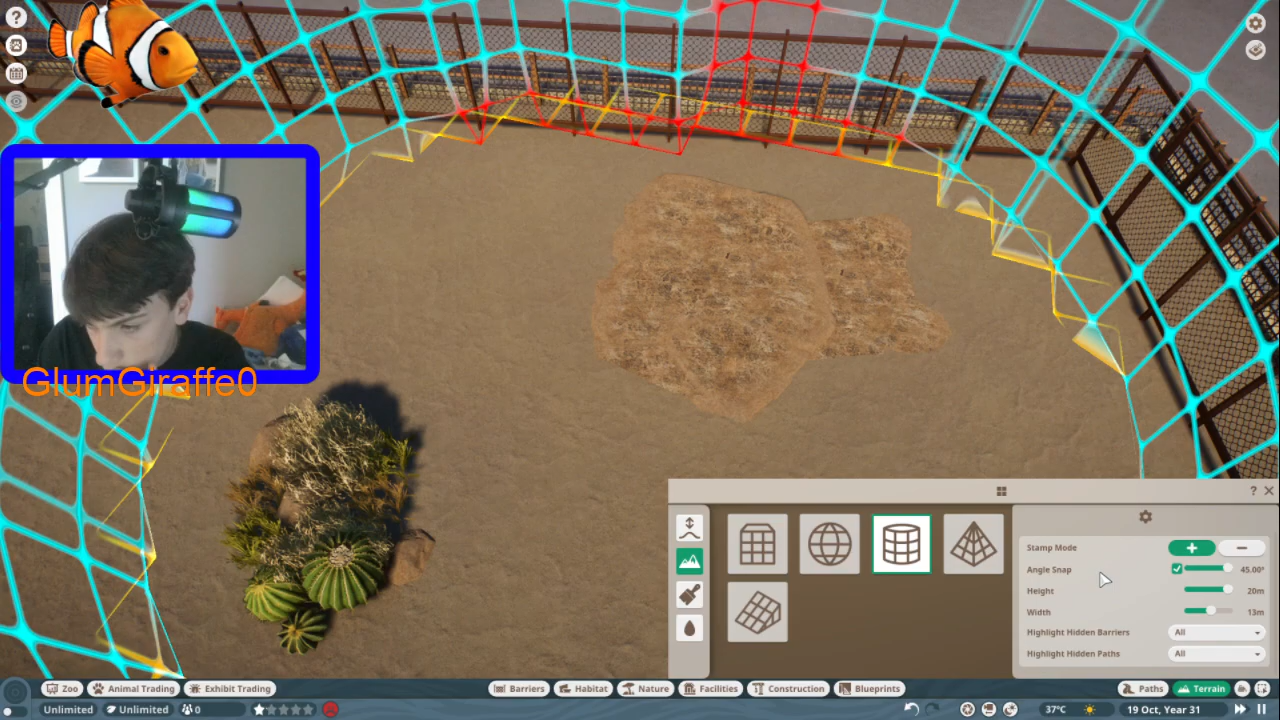 ?
GlumGiraffe0
? ×
Stamp Mode + −
Angle Snap 45.00°
Height 20m
Width 13m
Highlight Hidden Barriers All
Highlight Hidden Paths All
Zoo Animal Trading Exhibit Trading Barriers Habitat Nature Facilities Construction Blueprints Paths Terrain
Unlimited Unlimited 0 37°C 19 Oct, Year 31